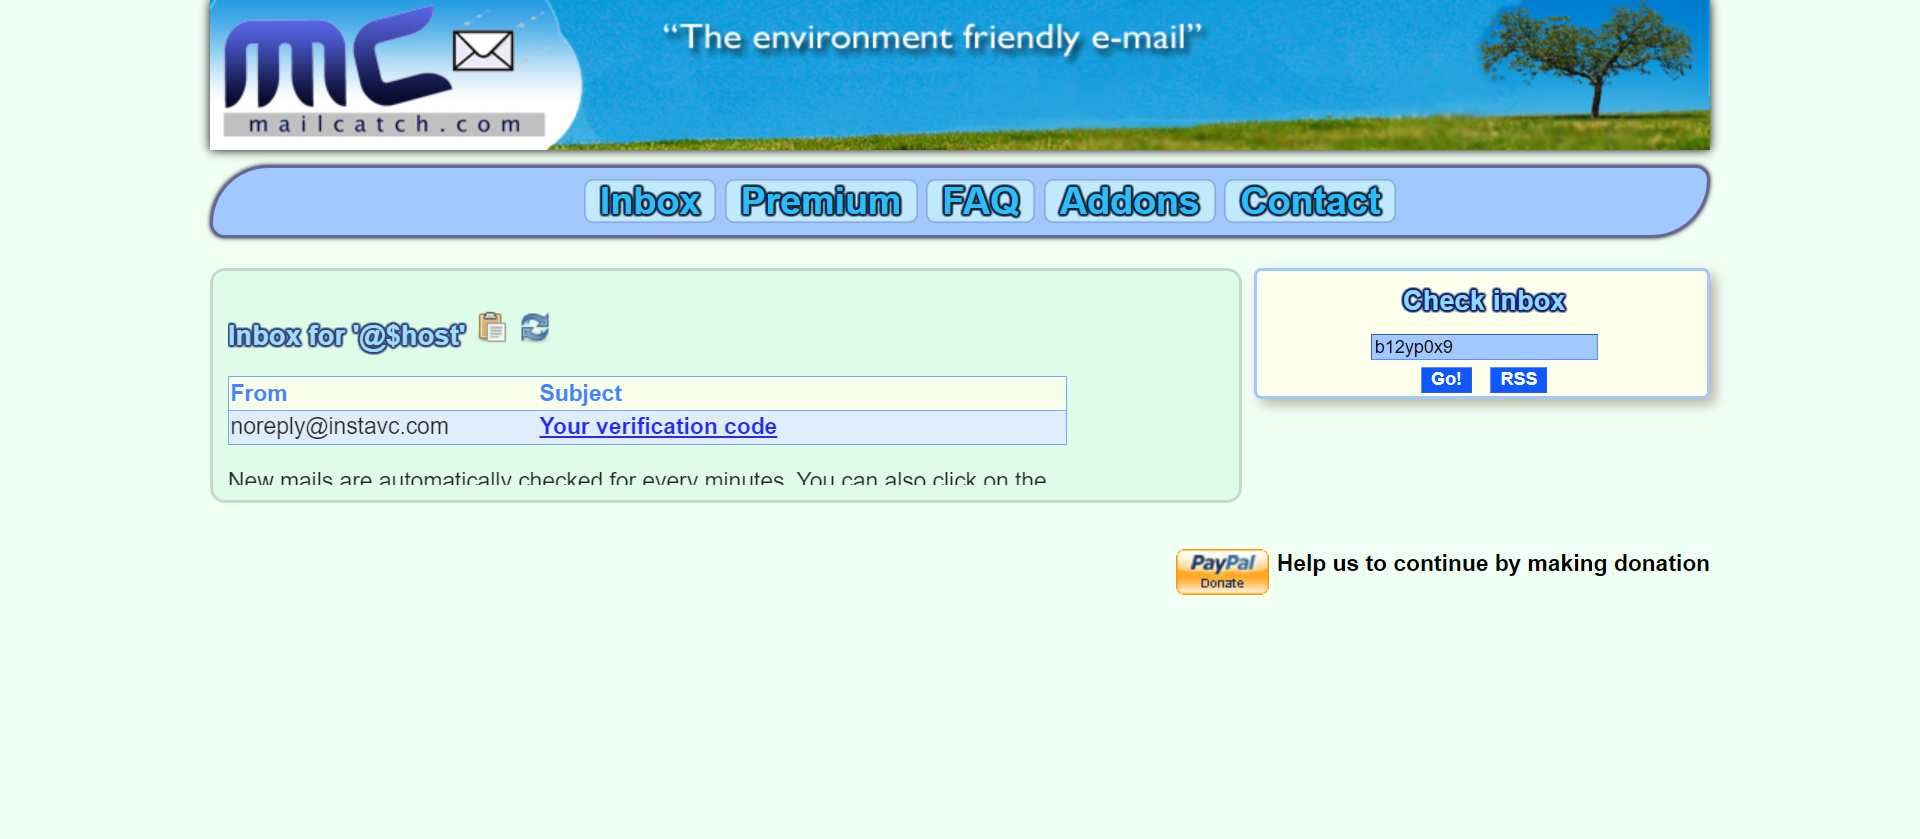 mc
mailcatch.com
“The environment friendly e-mail”
Inbox Premium FAQ Addons Contact
Inbox for '@$host'
From Subject
noreply@instavc.com Your verification code
New mails are automatically checked for every minutes. You can also click on the
Check inbox
b12yp0x9
Go! RSS
PayPal
Donate
Help us to continue by making donation